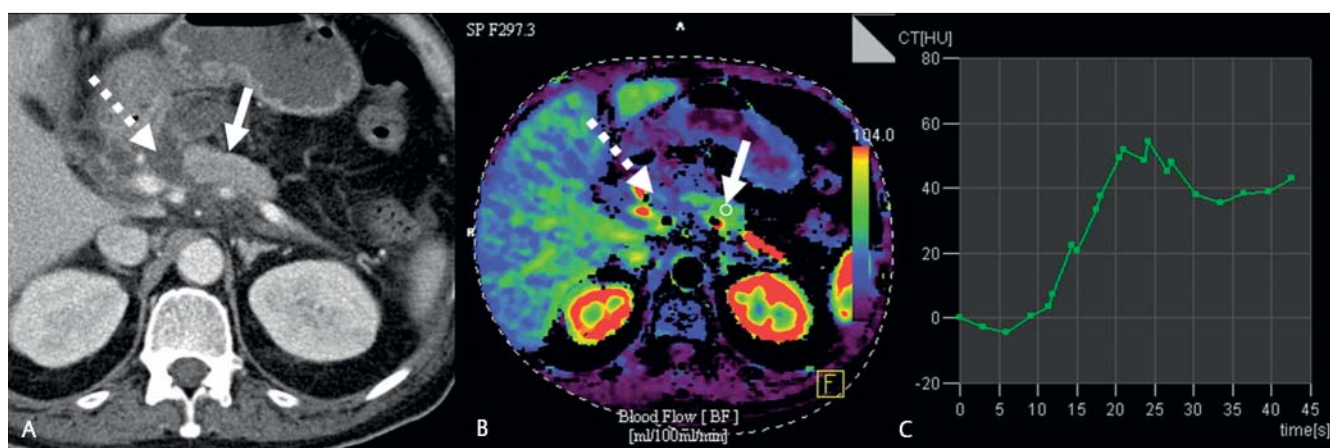 A
SP F297.3
A
R
104.0
F
Blood Flow [ BF ]
[ml/100ml/min]
B
CT[HU]
80
60
40
20
0
-20
0 5 10 15 20 25 30 35 40 45
time[s]
C